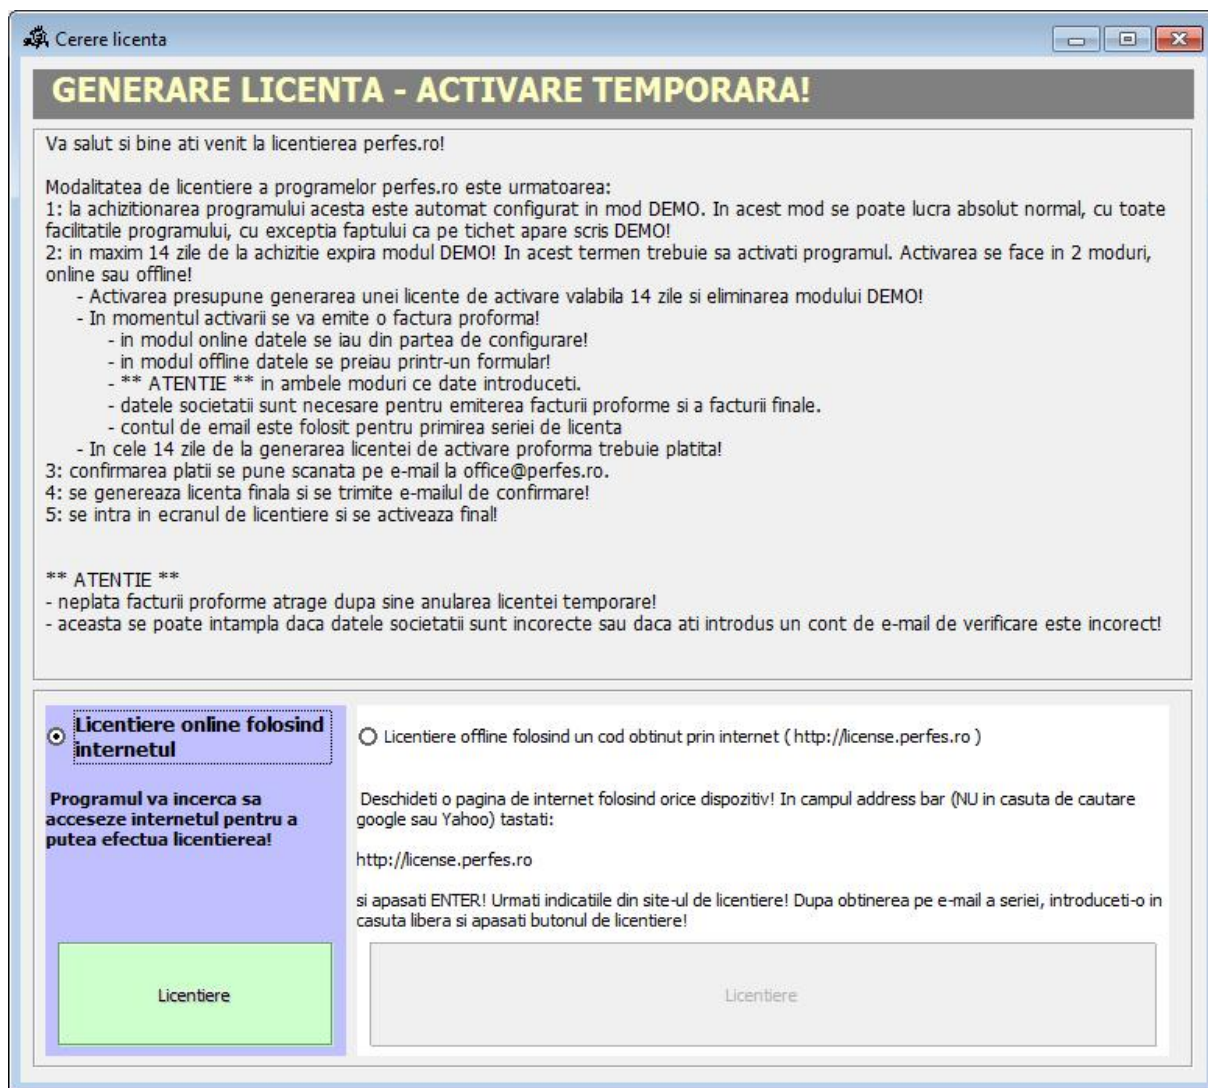 Cerere licenta
GENERARE LICENTA - ACTIVARE TEMPORARA!
Va salut si bine ati venit la licentierea perfes.ro!
Modalitatea de licentiere a programelor perfes.ro este urmatoarea:
1: la achizitionarea programului acesta este automat configurat in mod DEMO. In acest mod se poate lucra absolut normal, cu toate
facilitatile programului, cu exceptia faptului ca pe tichet apare scris DEMO!
2: in maxim 14 zile de la achizitie expira modul DEMO! In acest termen trebuie sa activati programul. Activarea se face in 2 moduri,
online sau offline!
- Activarea presupune generarea unei licente de activare valabila 14 zile si eliminarea modului DEMO!
- In momentul activarii se va emite o factura proforma!
- in modul online datele se iau din partea de configurare!
- in modul offline datele se preiau printr-un formular!
- ** ATENTIE ** in ambele moduri ce date introduceti.
- datele societatii sunt necesare pentru emiterea facturii proforme si a facturii finale.
- contul de email este folosit pentru primirea seriei de licenta
- In cele 14 zile de la generarea licentei de activare proforma trebuie platita!
3: confirmarea platii se pune scanata pe e-mail la office@perfes.ro.
4: se genereaza licenta finala si se trimite e-mailul de confirmare!
5: se intra in ecranul de licentiere si se activeaza final!
** ATENTIE **
- neplata facturii proforme atrage dupa sine anularea licentei temporare!
- aceasta se poate intampla daca datele societatii sunt incorecte sau daca ati introdus un cont de e-mail de verificare este incorect!
Licentiere online folosind
internetul
Programul va incerca sa
acceseze internetul pentru a
putea efectua licentierea!
Licentiere
Licentiere offline folosind un cod obtinut prin internet ( http://license.perfes.ro )
Deschideti o pagina de internet folosind orice dispozitiv! In campul address bar (NU in casuta de cautare
google sau Yahoo) tastati:
http://license.perfes.ro
si apasati ENTER! Urmati indicatiile din site-ul de licentiere! Dupa obtinerea pe e-mail a seriei, introduceti-o in
casuta libera si apasati butonul de licentiere!
Licentiere